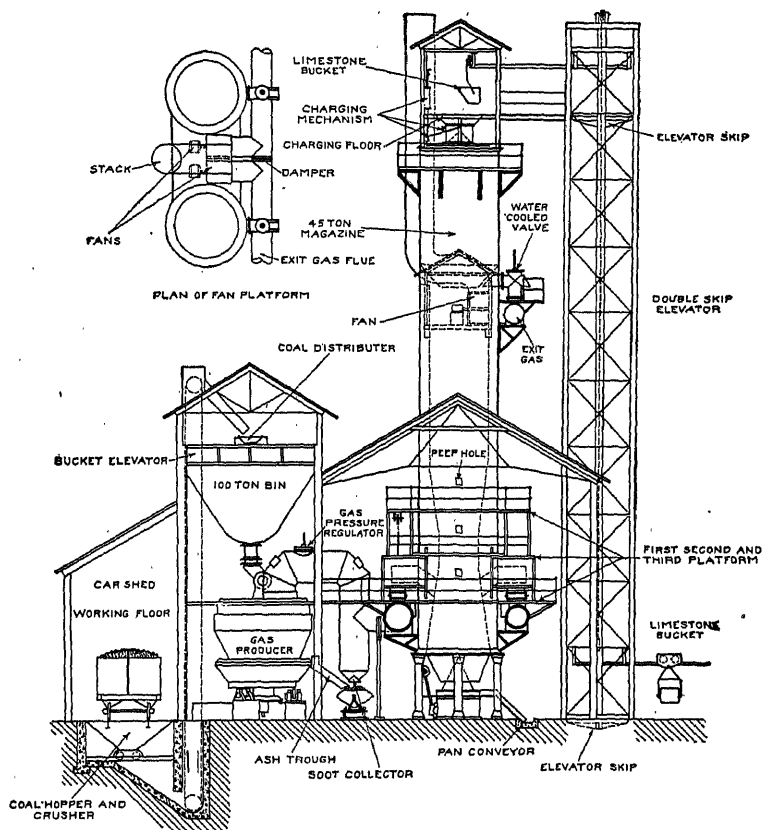 LIMESTONE
BUCKET
CHARGING
MECHANISM
CHARGING FLOOR
ELEVATOR SKIP
STACK
DAMPER
FANS
EXIT GAS FLUE
PLAN OF FAN PLATFORM
45 TON
MAGAZINE
WATER
COOLED
VALVE
FAN
EXIT
GAS
DOUBLE SKIP
ELEVATOR
COAL DISTRIBUTER
BUCKET ELEVATOR
100 TON BIN
PEEP HOLE
GAS
PRESSURE
REGULATOR
FIRST SECOND AND
THIRD PLATFORM
CAR SHED
WORKING FLOOR
GAS
PRODUCER
LIMESTONE
BUCKET
ASH TROUGH
SOOT COLLECTOR
PAN CONVEYOR
ELEVATOR SKIP
COAL HOPPER AND
CRUSHER